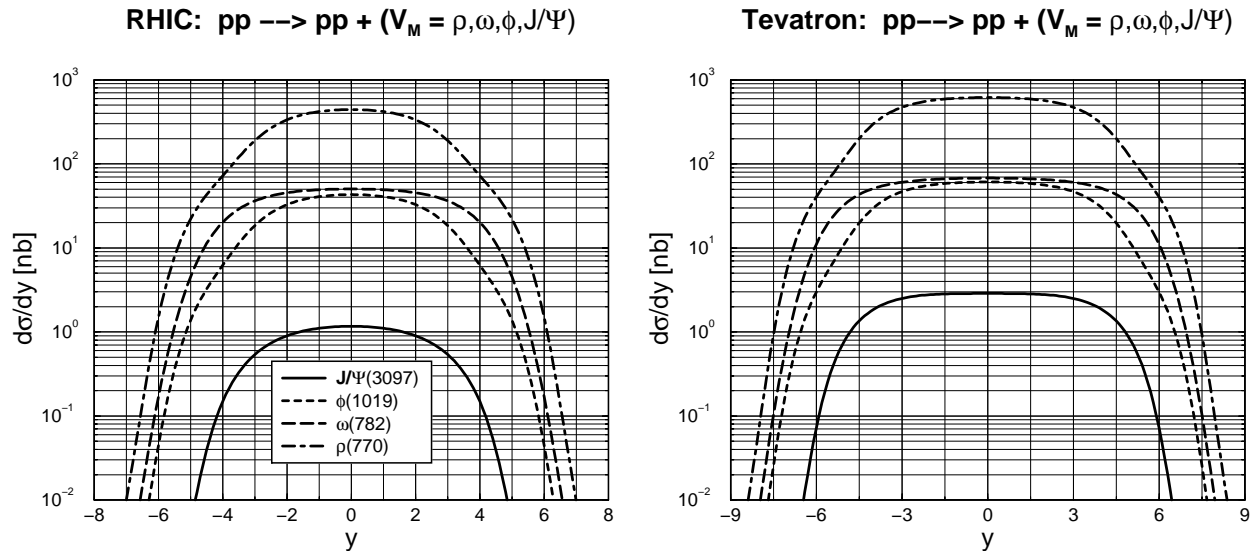 RHIC: pp −−> pp + (V_M = ρ,ω,ϕ,J/Ψ)
dσ/dy [nb]
10^3
10^2
10^1
10^0
10^−1
10^−2
J/Ψ(3097)
ϕ(1019)
ω(782)
ρ(770)
−8 −6 −4 −2 0 2 4 6 8
y
Tevatron: pp−−> pp + (V_M = ρ,ω,ϕ,J/Ψ)
dσ/dy [nb]
10^3
10^2
10^1
10^0
10^−1
10^−2
−9 −6 −3 0 3 6 9
y